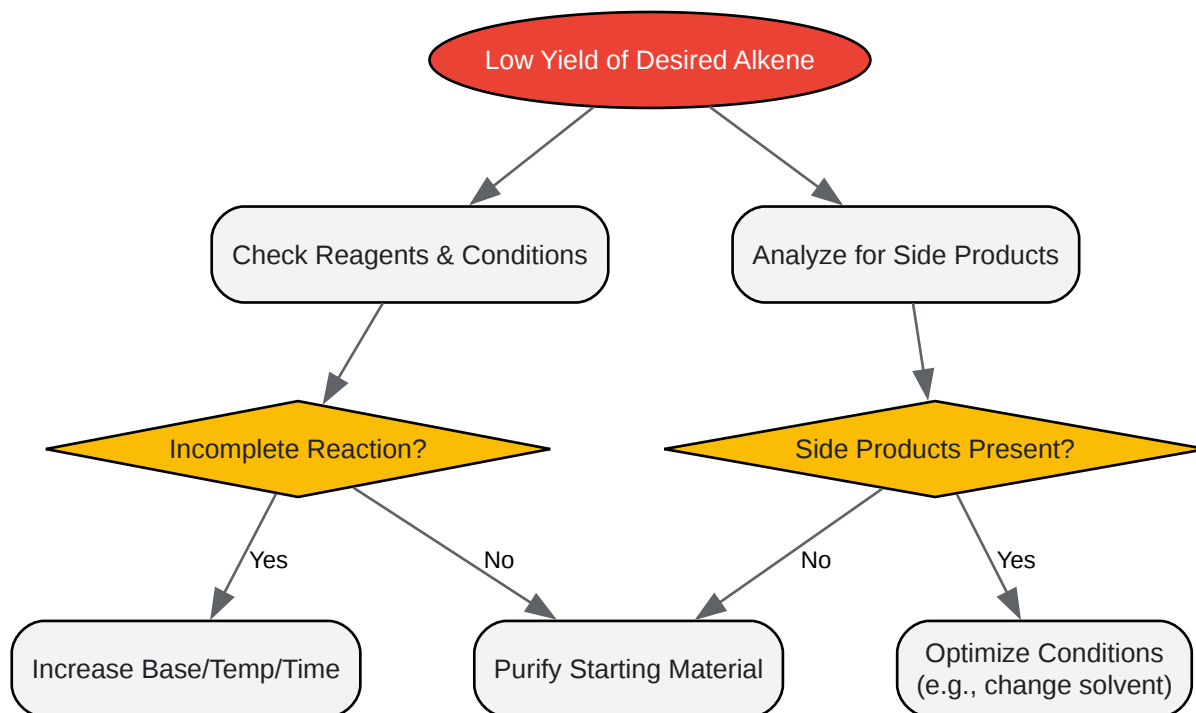 Low Yield of Desired Alkene
Check Reagents & Conditions
Analyze for Side Products
Incomplete Reaction?
Side Products Present?
Yes
No
No
Yes
Increase Base/Temp/Time
Purify Starting Material
Optimize Conditions
(e.g., change solvent)